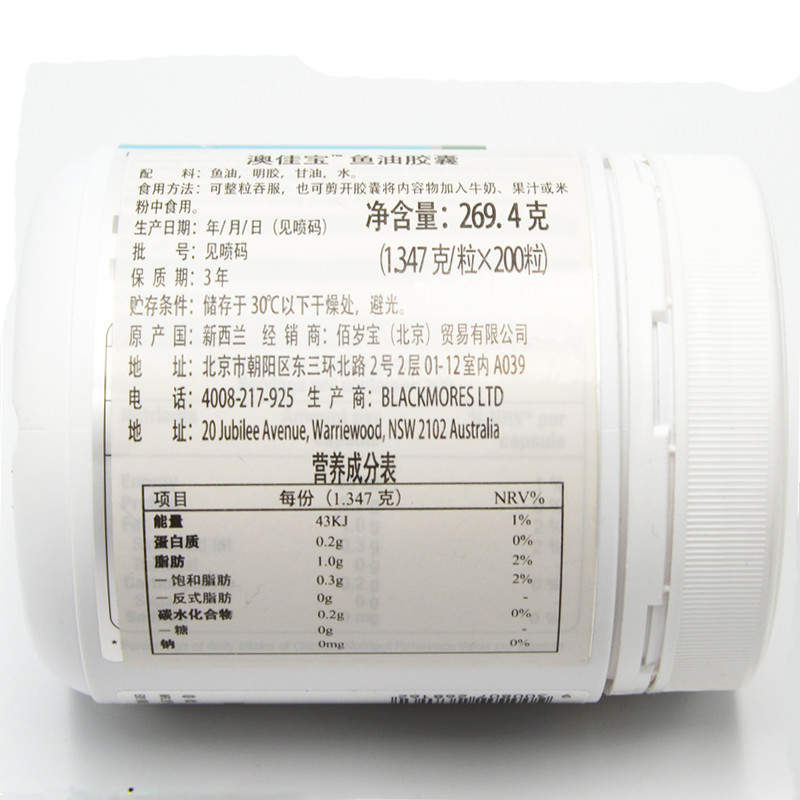 澳佳宝™鱼油胶囊
配 料：鱼油，明胶，甘油，水。
食用方法：可整粒吞服，也可剪开胶囊将内容物加入牛奶、果汁或米
粉中食用。
净含量：269.4克
生产日期：年/月/日（见喷码）
(1.347克/粒×200粒)
批 号：见喷码
保 质 期：3年
贮存条件：储存于30℃以下干燥处，避光。
原 产 国：新西兰 经 销 商：佰岁宝（北京）贸易有限公司
地 址：北京市朝阳区东三环北路2号2层01-12室内A039
电 话：4008-217-925 生 产 商：BLACKMORES LTD
地 址：20 Jubilee Avenue, Warriewood, NSW 2102 Australia
营养成分表
项目 每份（1.347克） NRV%
能量 43KJ 1%
蛋白质 0.2g 0%
脂肪 1.0g 2%
—饱和脂肪 0.3g 2%
—反式脂肪 0g -
碳水化合物 0.2g 0%
—糖 0g -
钠 0mg 0%